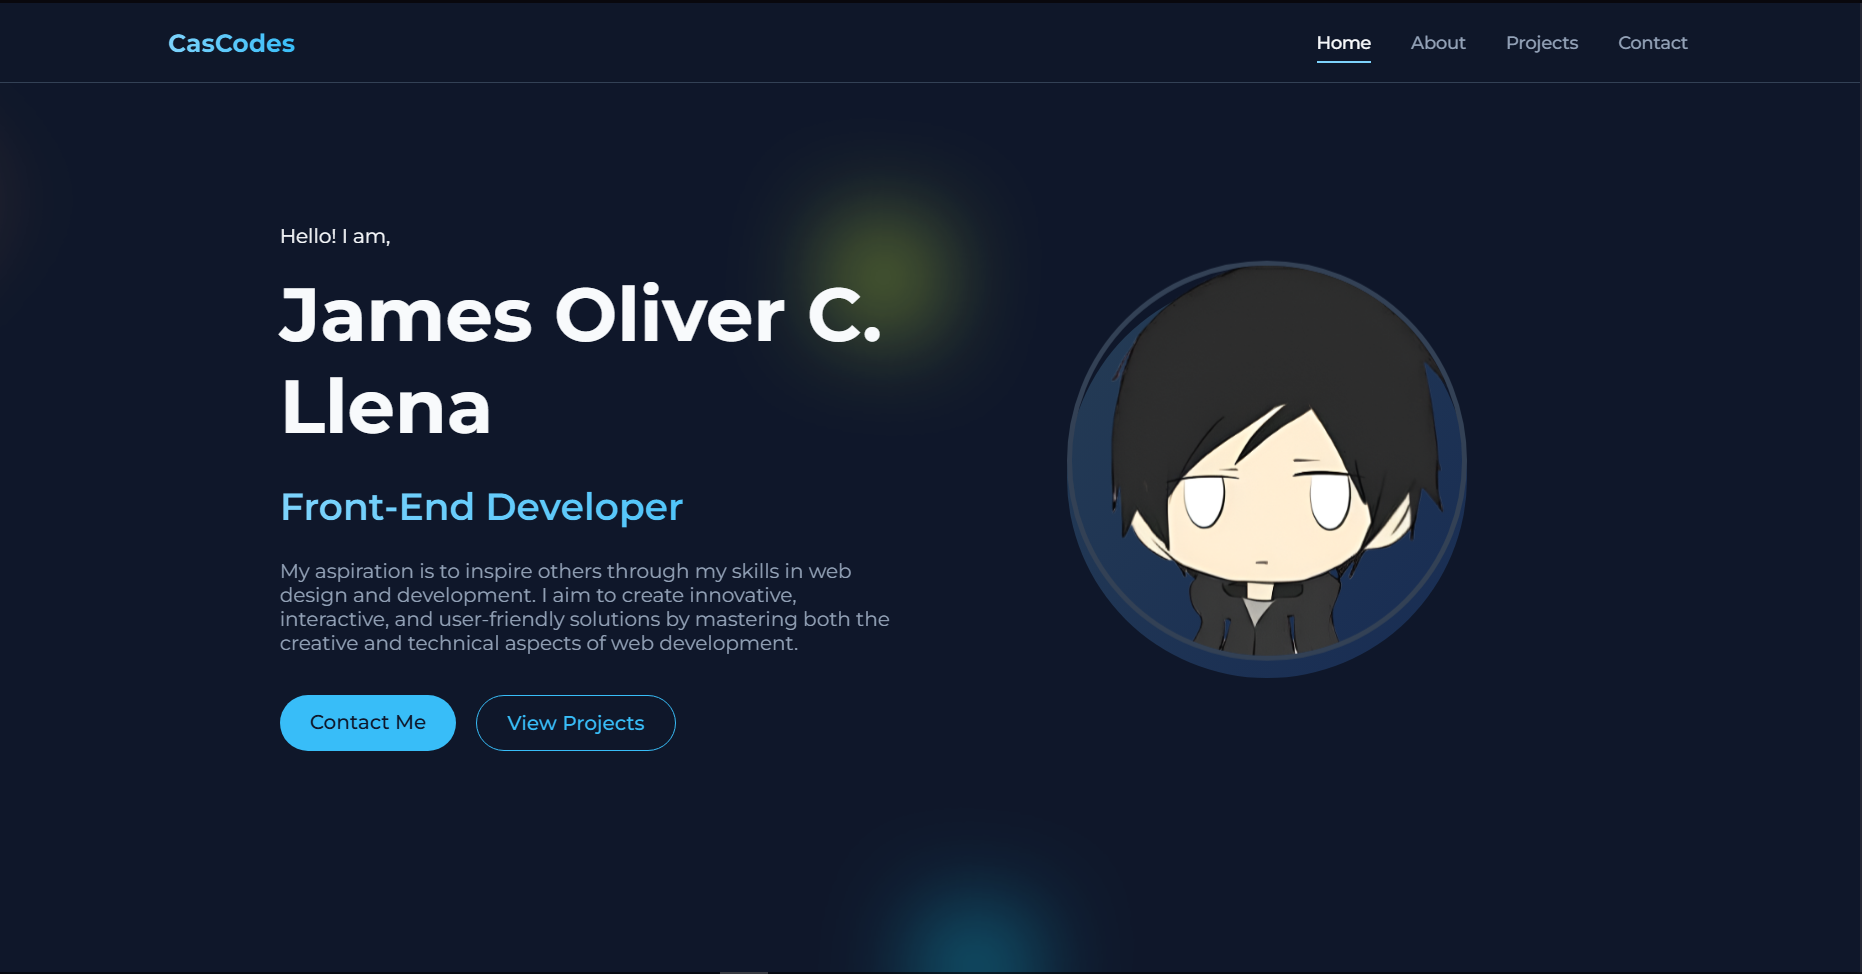 CasCodes
Home
About
Projects
Contact
Hello! I am,
James Oliver C.
Llena
Front-End Developer
My aspiration is to inspire others through my skills in web
design and development. I aim to create innovative,
interactive, and user-friendly solutions by mastering both the
creative and technical aspects of web development.
Contact Me
View Projects